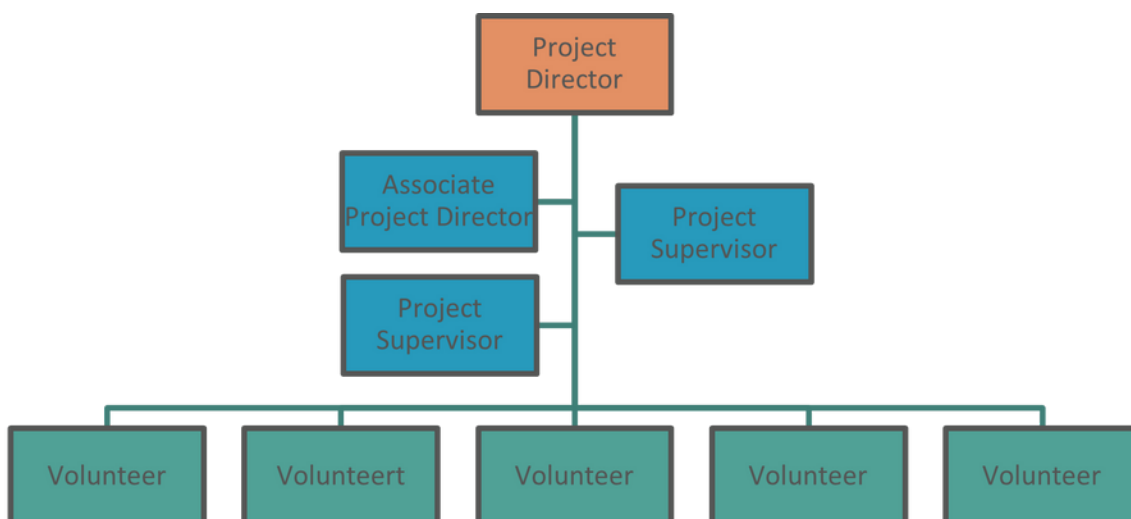 Project
Director
Associate
Project Director
Project
Supervisor
Project
Supervisor
Volunteer
Volunteert
Volunteer
Volunteer
Volunteer